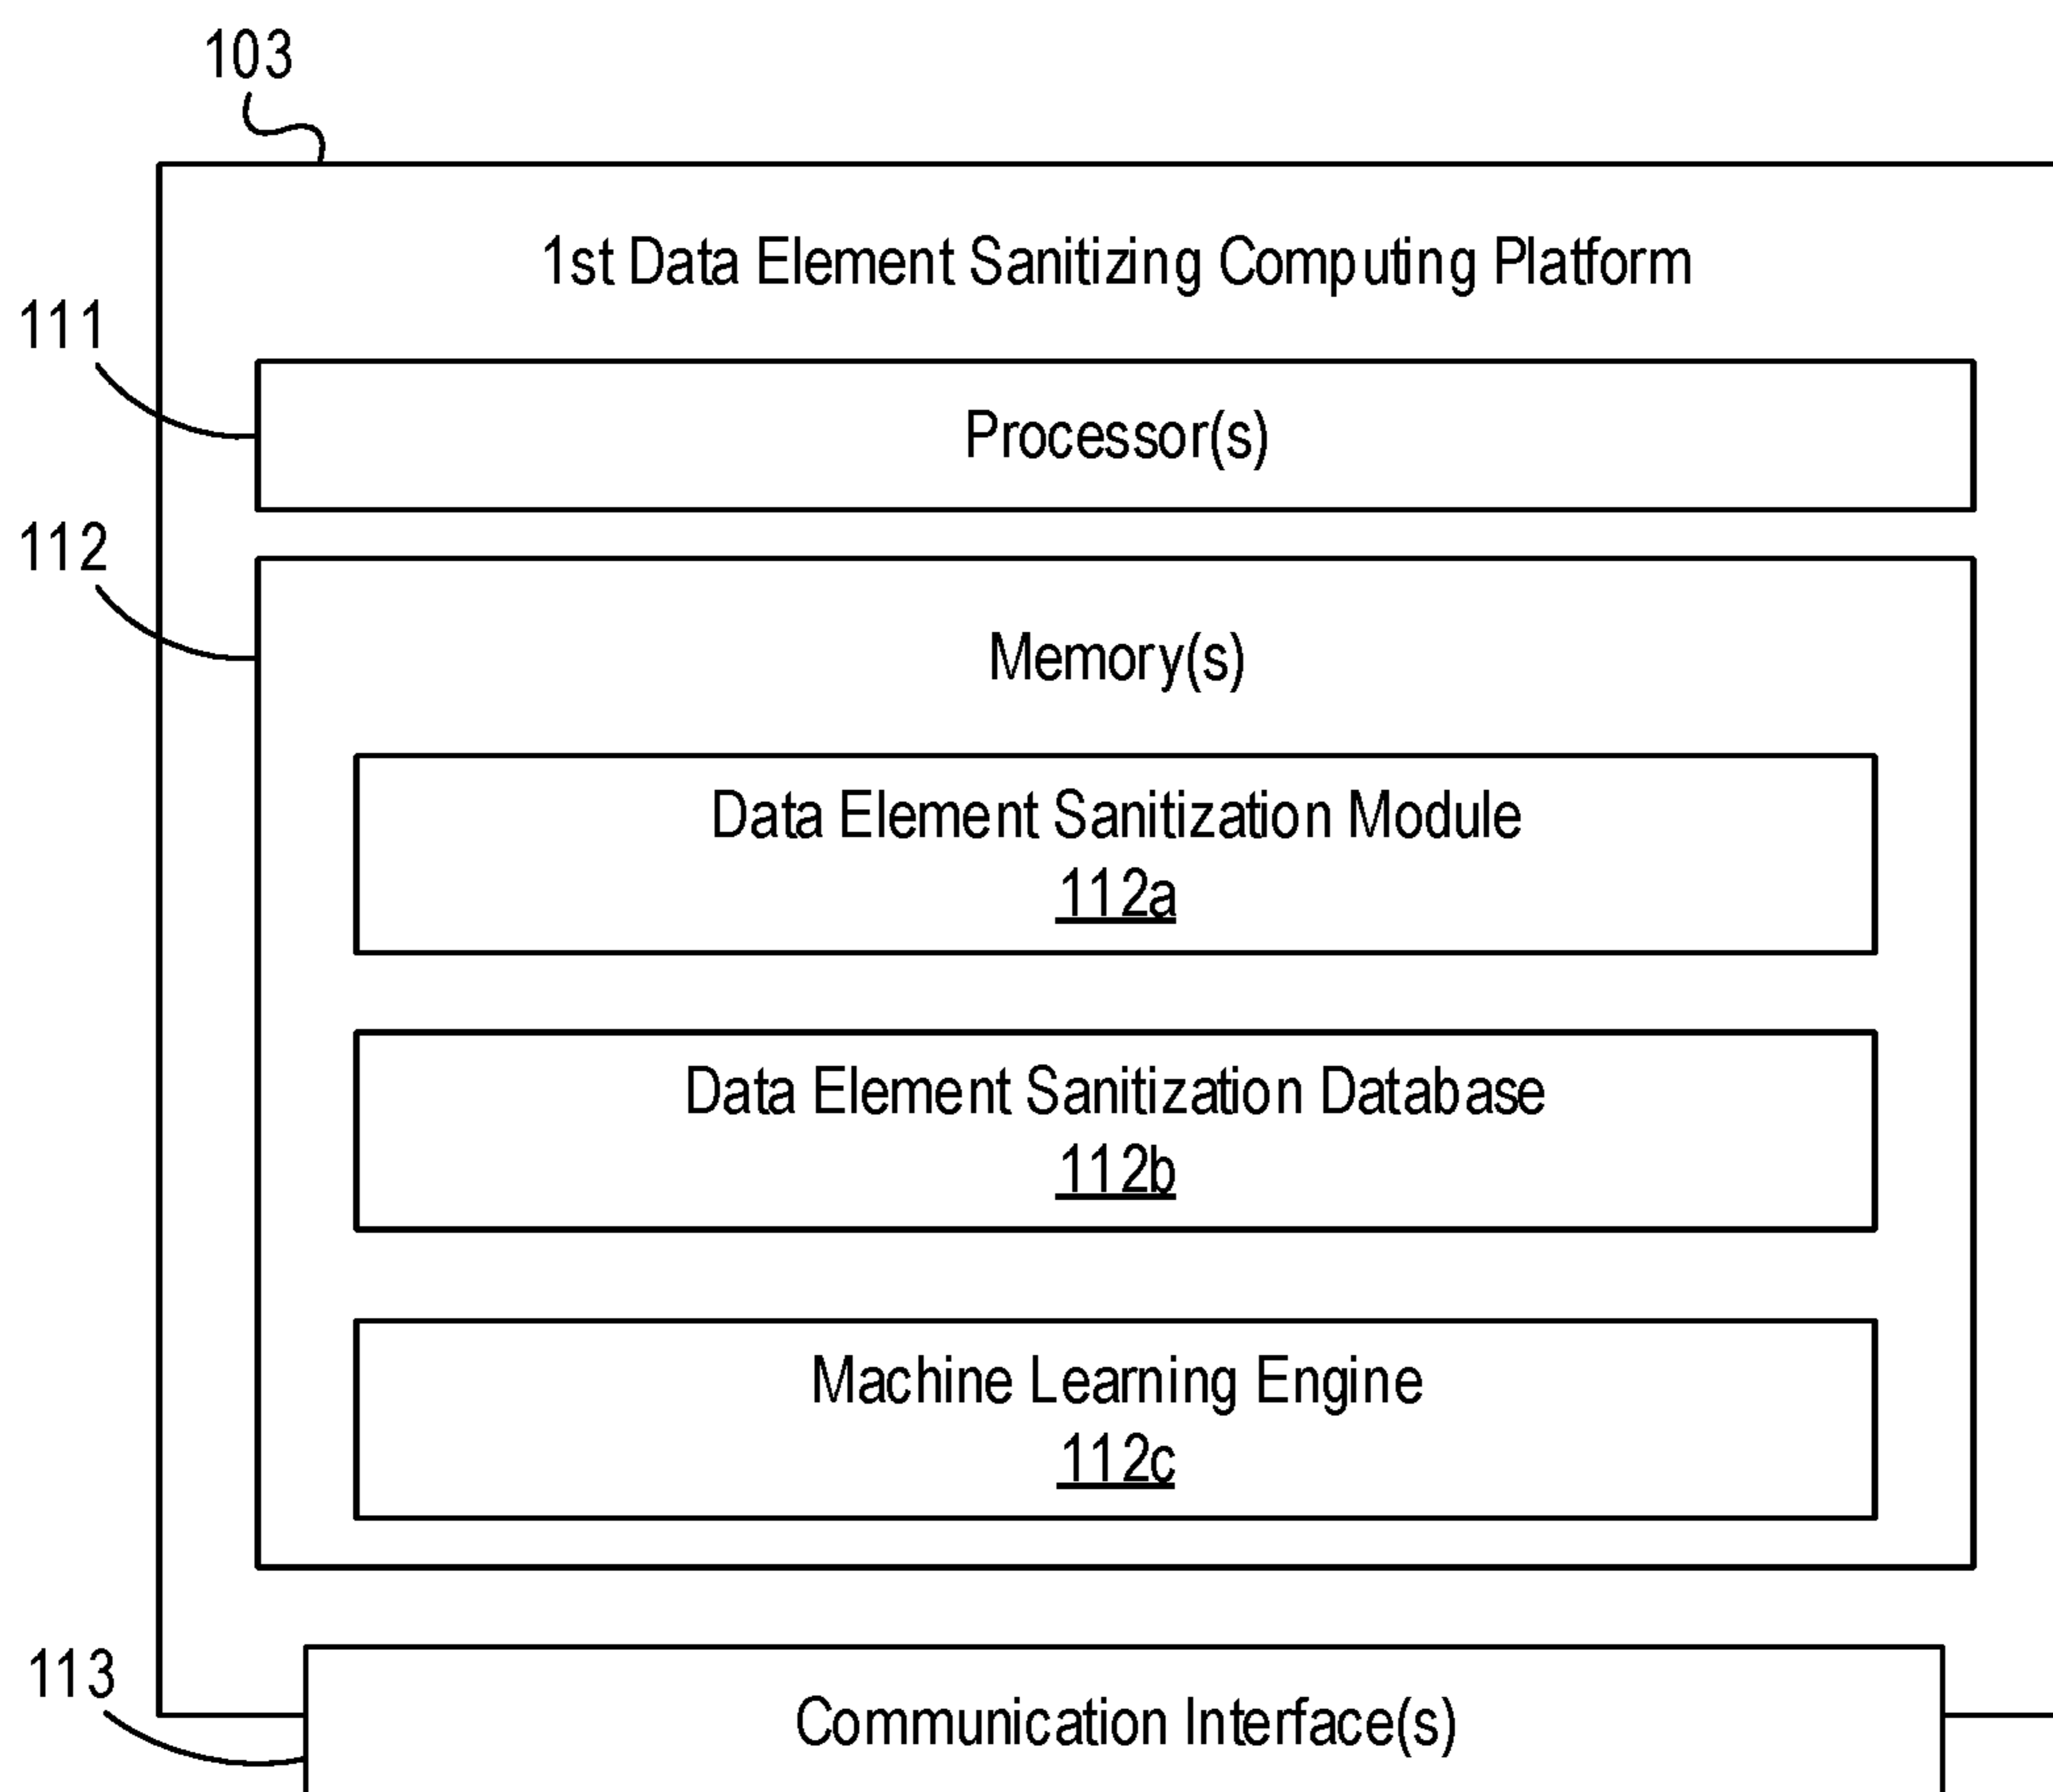 103
1st Data Element Sanitizing Computing Platform
111
Processor(s)
112
Memory(s)
Data Element Sanitization Module
112a
Data Element Sanitization Database
112b
Machine Learning Engine
112c
113
Communication Interface(s)